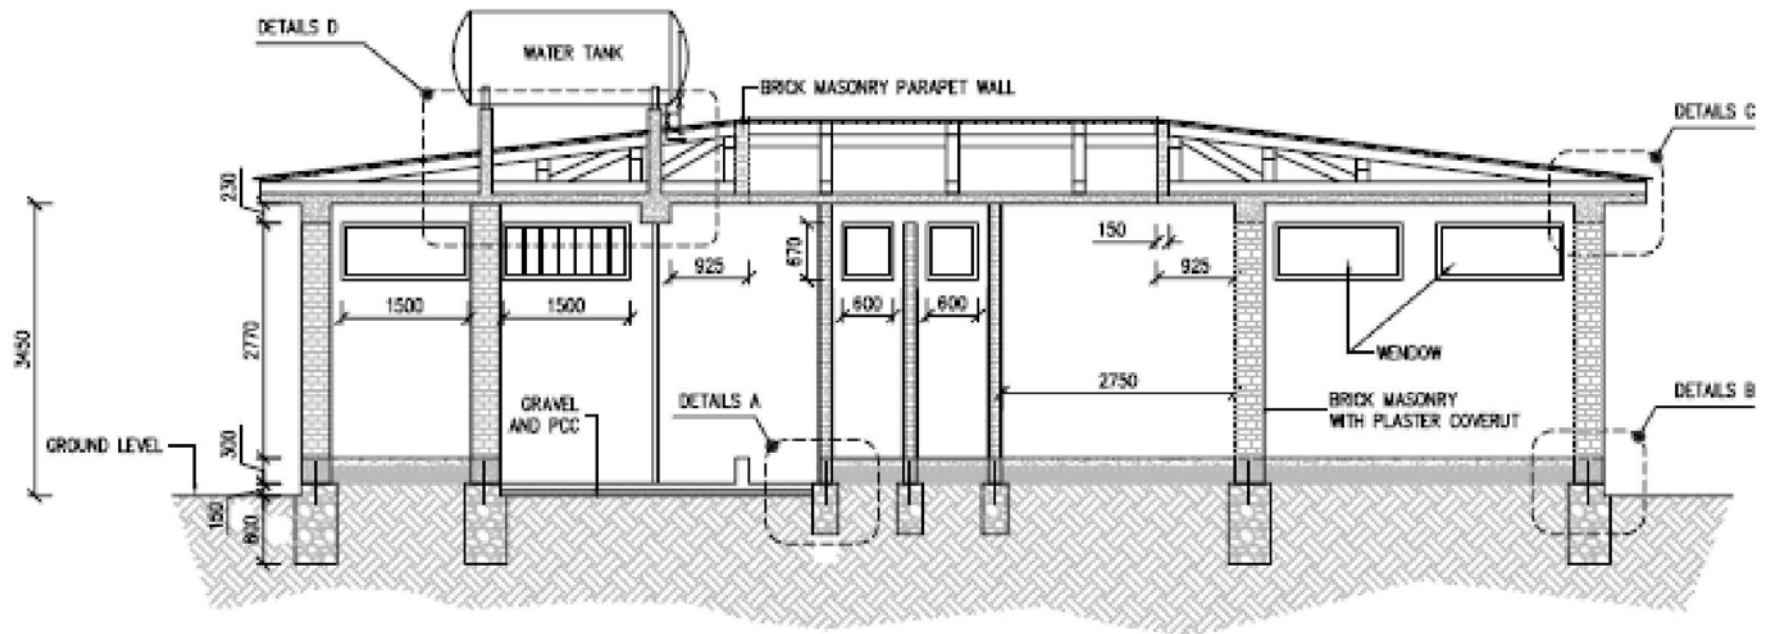 DETAILS D
WATER TANK
BRICK MASONRY PARAPET WALL
DETAILS C
230
150
670
925
925
1500
1500
600
600
3450
2770
WENDOW
2750
DETAILS A
DETAILS B
GRAVEL
AND PCC
BRICK MASONRY
WITH PLASTER COVERUT
GROUND LEVEL
300
150
800